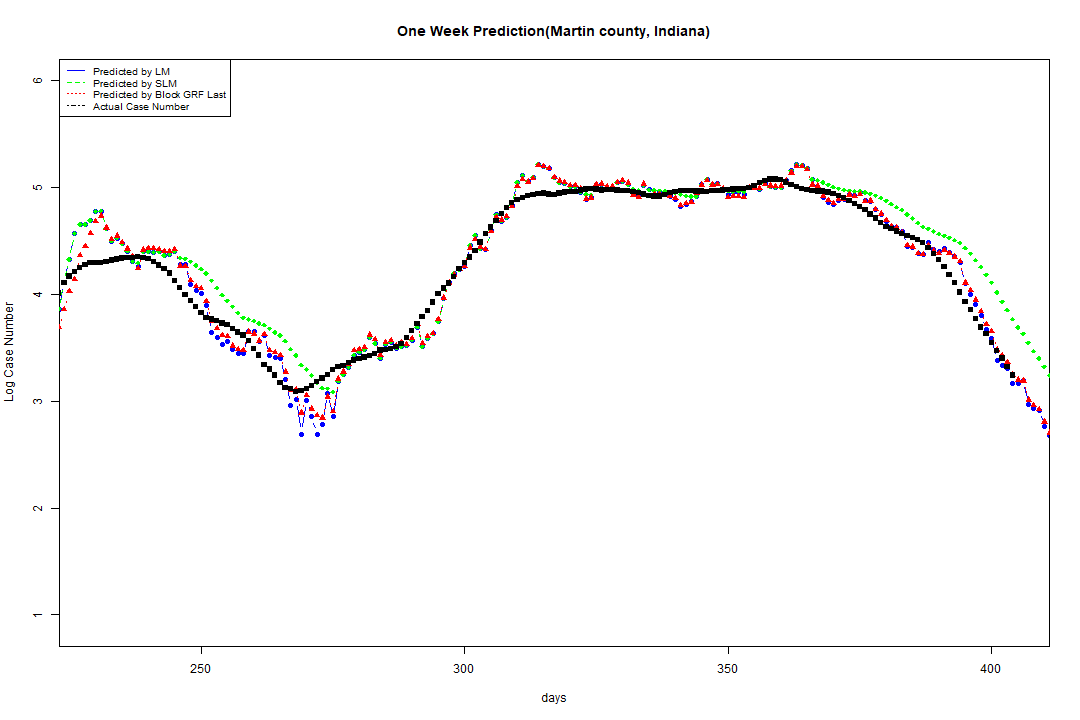 One Week Prediction(Martin county, Indiana)
Predicted by LM
Predicted by SLM
Predicted by Block GRF Last
Actual Case Number
6
5
4
3
2
1
Log Case Number
250 300 350 400
days